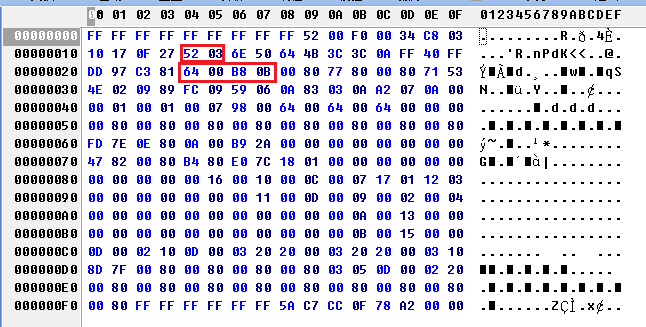 00 01 02 03 04 05 06 07 08 09 0A 0B 0C 0D 0E 0F 0123456789ABCDEF
00000000 FF FF FF FF FF FF FF FF FF 52 00 F0 00 34 C8 03 .........R.ð.4È.
00000010 10 17 0F 27 52 03 6E 50 64 4B 3C 3C 0A FF 40 FF ...'R.nPdK<<..@.
00000020 DD 97 C3 81 64 00 B8 0B 00 80 77 80 00 80 71 53
00000030 4E 02 09 89 FC 09 59 06 0A 83 03 0A A2 07 0A 00
00000040 01 00 01 00 07 98 00 64 00 64 00 64 00 00 00 00
00000050 00 80 00 80 00 80 00 80 00 80 00 80 00 80 00 80
00000060 FD 7E 0E 80 0A 00 B9 2A 00 00 00 00 00 00 00 00
00000070 47 82 00 80 B4 80 E0 7C 18 01 00 00 00 00 00 00
00000080 00 00 00 00 00 16 00 10 00 0C 00 07 17 01 12 03 ................
00000090 00 00 00 00 00 00 00 11 00 0D 00 09 00 02 00 04 ................
000000A0 00 00 00 00 00 00 00 00 00 00 00 0A 00 13 00 00 ................
000000B0 00 00 00 00 00 00 00 00 00 00 00 0B 00 15 00 00 ................
000000C0 0D 00 02 10 0D 00 03 20 20 00 03 20 20 00 03 10
000000D0 8D 7F 00 80 00 80 00 80 00 80 03 05 0D 00 02 20
000000E0 00 80 00 80 00 80 00 80 00 80 00 00 00 00 00 00
000000F0 00 80 FF FF FF FF FF FF 5A C7 CC 0F 78 A2 00 00